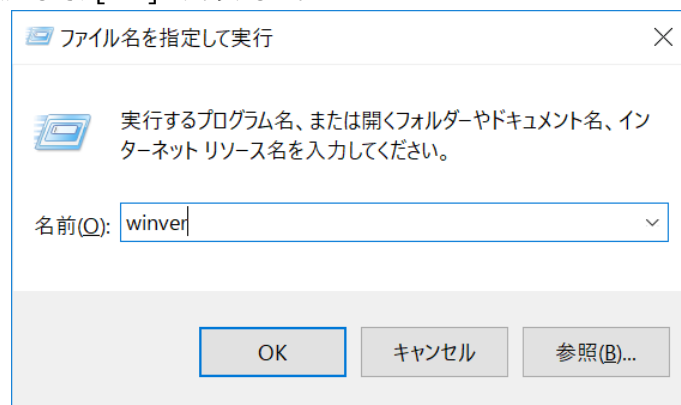 ファイル名を指定して実行
実行するプログラム名、または開くフォルダーやドキュメント名、イン
ターネット リソース名を入力してください。
名前(O): winver
OK キャンセル 参照(B)...